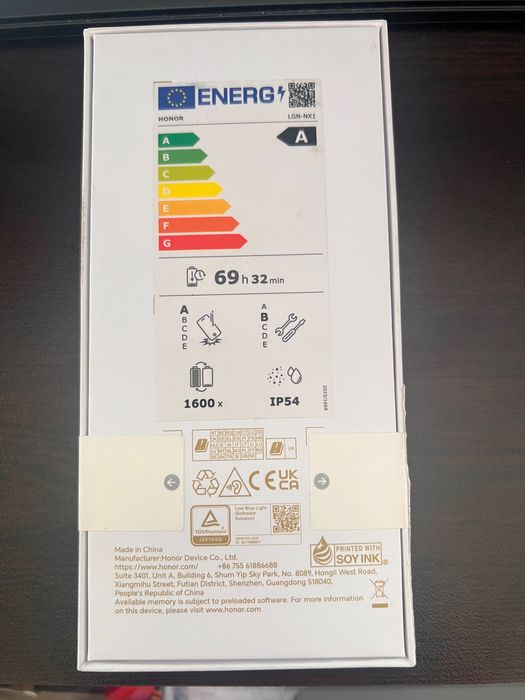 ENERG
HONOR LGN-NX1
A
A
B
C
D
E
F
G
69 h 32 min
A
B
C
D
E
A
B
C
D
E
1600 x
IP54
2023/1669
UK
CE UK
CA
TÜVRheinland
CERTIFIED
Low Blue Light
(Software
Solution)
Made in China
Manufacturer: Honor Device Co., Ltd.
https://www.honor.com/ +86 755 61886688
Suite 3401, Unit A, Building 6, Shum Yip Sky Park, No. 8089, Hongli West Road,
Xiangmihu Street, Futian District, Shenzhen, Guangdong 518040,
People's Republic of China
Available memory is subject to preloaded software. For more information
on this device, please visit www.honor.com
PRINTED WITH
SOY INK